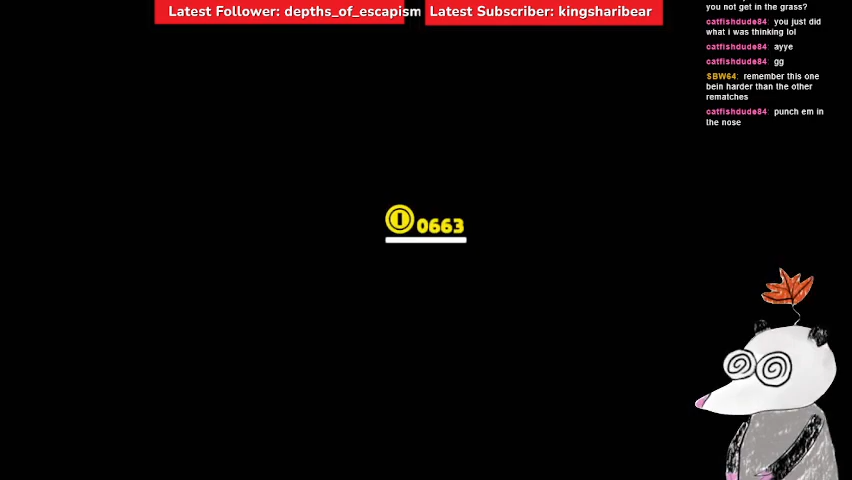 Latest Follower: depths_of_escapism
Latest Subscriber: kingsharibear
you not get in the grass?
catfishdude84: you just did
what i was thinking lol
catfishdude84: ayye
catfishdude84: gg
SBW64: remember this one
bein harder than the other
rematches
catfishdude84: punch em in
the nose
0663